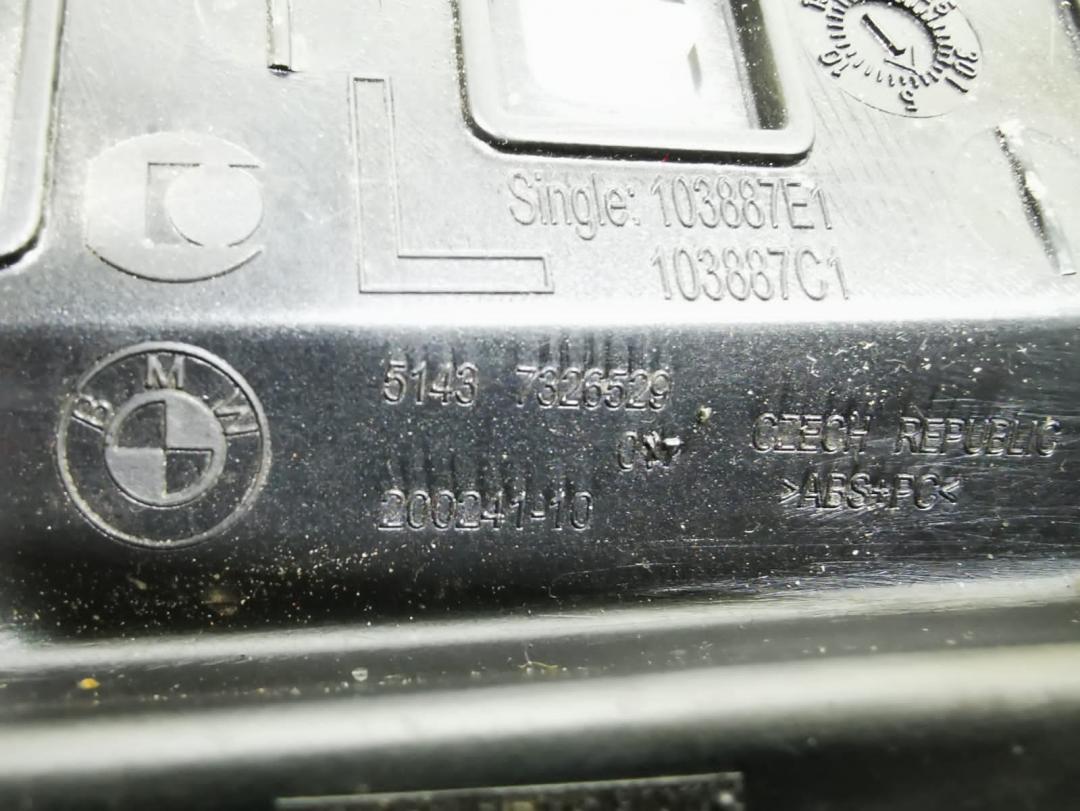 L
Single: 103887E1
103887C1
BMW
5143 7326529
200241-10
CZECH REPUBLIC
>ABS+PC<